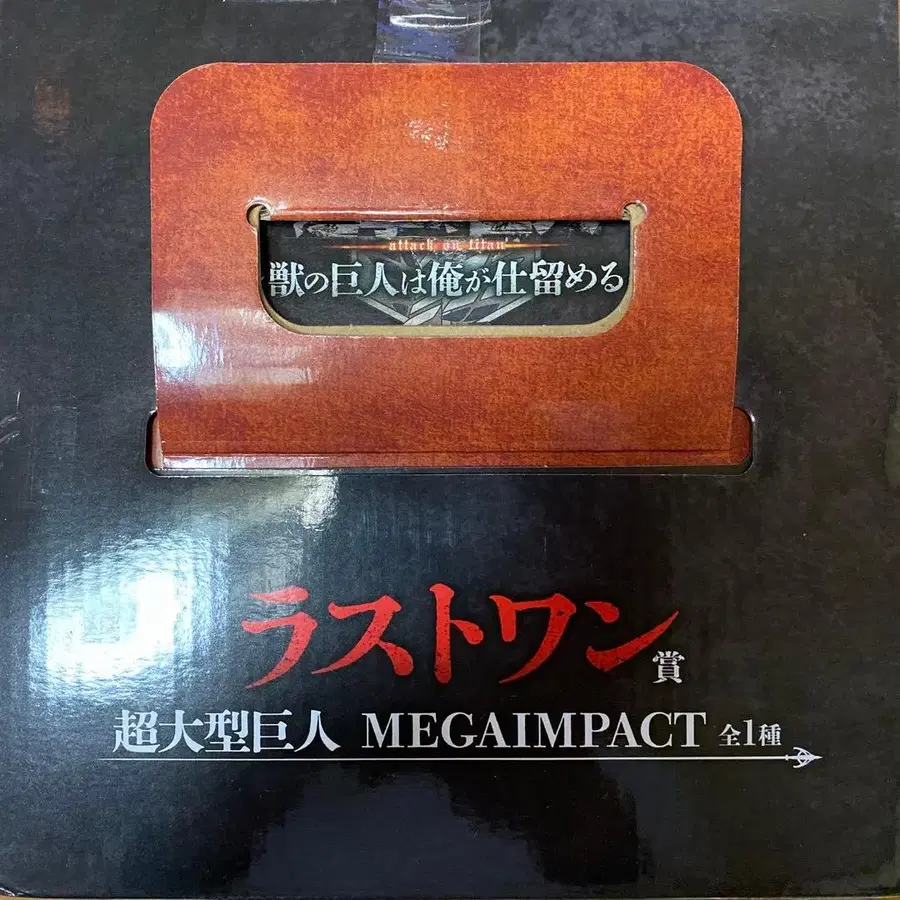 attack on titan
獣の巨人は俺が仕留める
ラストワン賞
超大型巨人 MEGAIMPACT 全1種